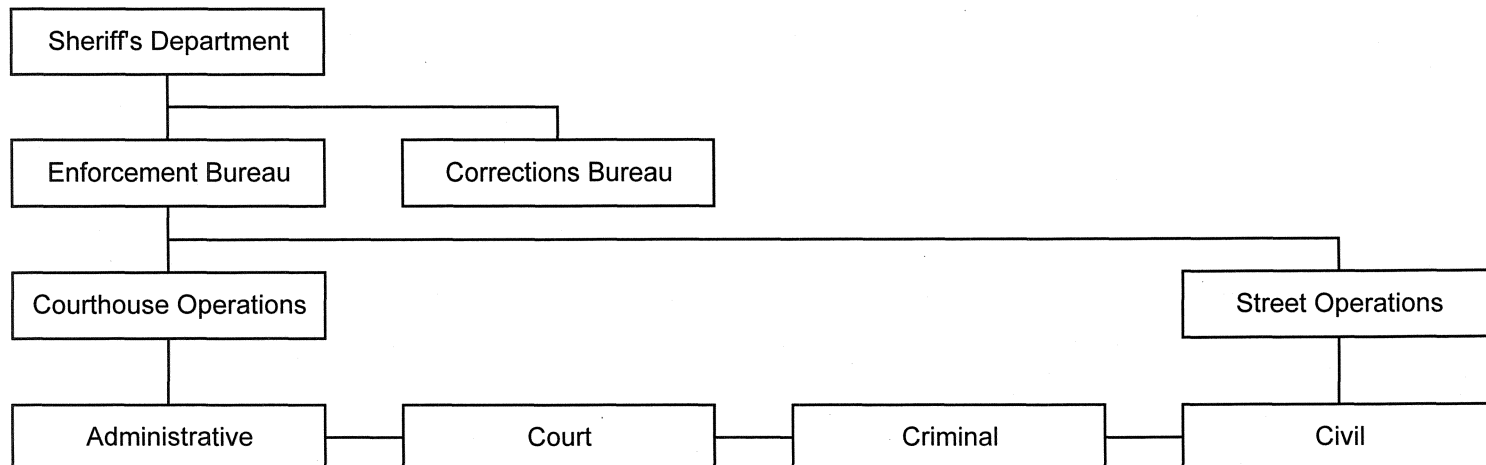 Sheriff's Department
Enforcement Bureau
Corrections Bureau
Courthouse Operations
Street Operations
Administrative
Court
Criminal
Civil